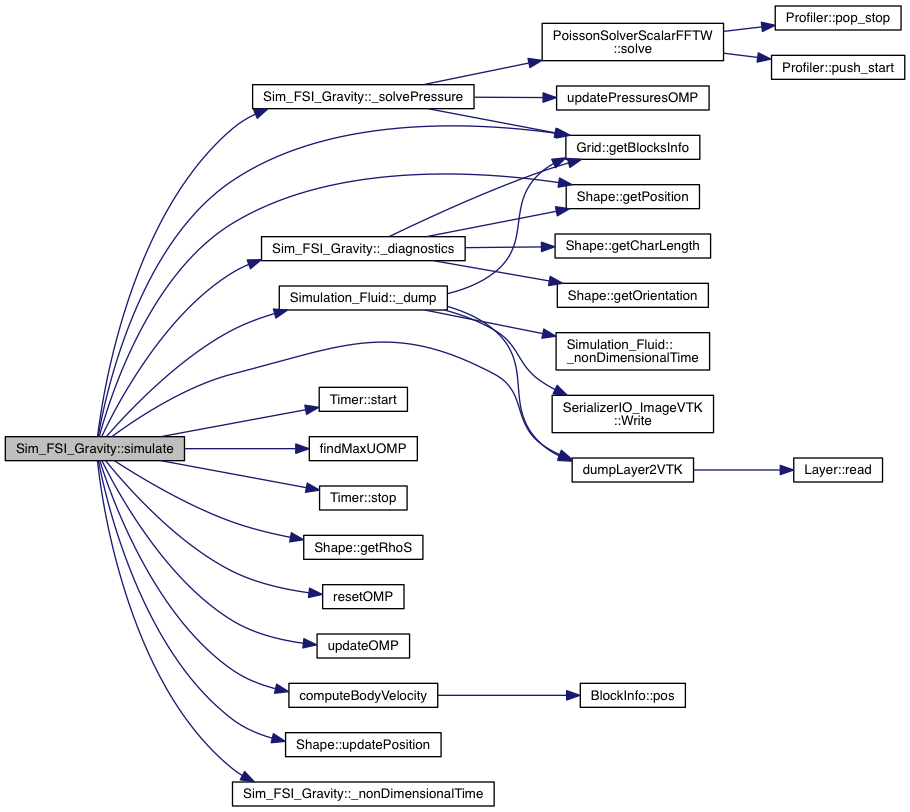 Profiler::pop_stop
PoissonSolverScalarFFTW
::solve
Profiler::push_start
Sim_FSI_Gravity::_solvePressure
updatePressuresOMP
Grid::getBlocksInfo
Shape::getPosition
Sim_FSI_Gravity::_diagnostics
Shape::getCharLength
Simulation_Fluid::_dump
Shape::getOrientation
Simulation_Fluid::
_nonDimensionalTime
Timer::start
SerializerIO_ImageVTK
::Write
Sim_FSI_Gravity::simulate
findMaxUOMP
dumpLayer2VTK
Layer::read
Timer::stop
Shape::getRhoS
resetOMP
updateOMP
computeBodyVelocity
BlockInfo::pos
Shape::updatePosition
Sim_FSI_Gravity::_nonDimensionalTime